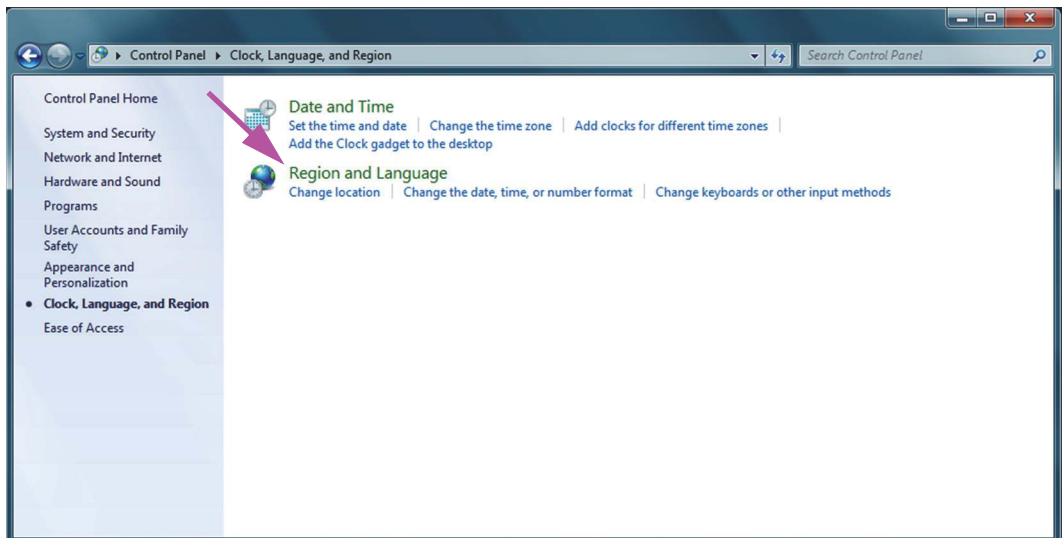 Control Panel ▸ Clock, Language, and Region
Search Control Panel
Control Panel Home
System and Security
Network and Internet
Hardware and Sound
Programs
User Accounts and Family
Safety
Appearance and
Personalization
Clock, Language, and Region
Ease of Access
Date and Time
Set the time and date | Change the time zone | Add clocks for different time zones |
Add the Clock gadget to the desktop
Region and Language
Change location | Change the date, time, or number format | Change keyboards or other input methods